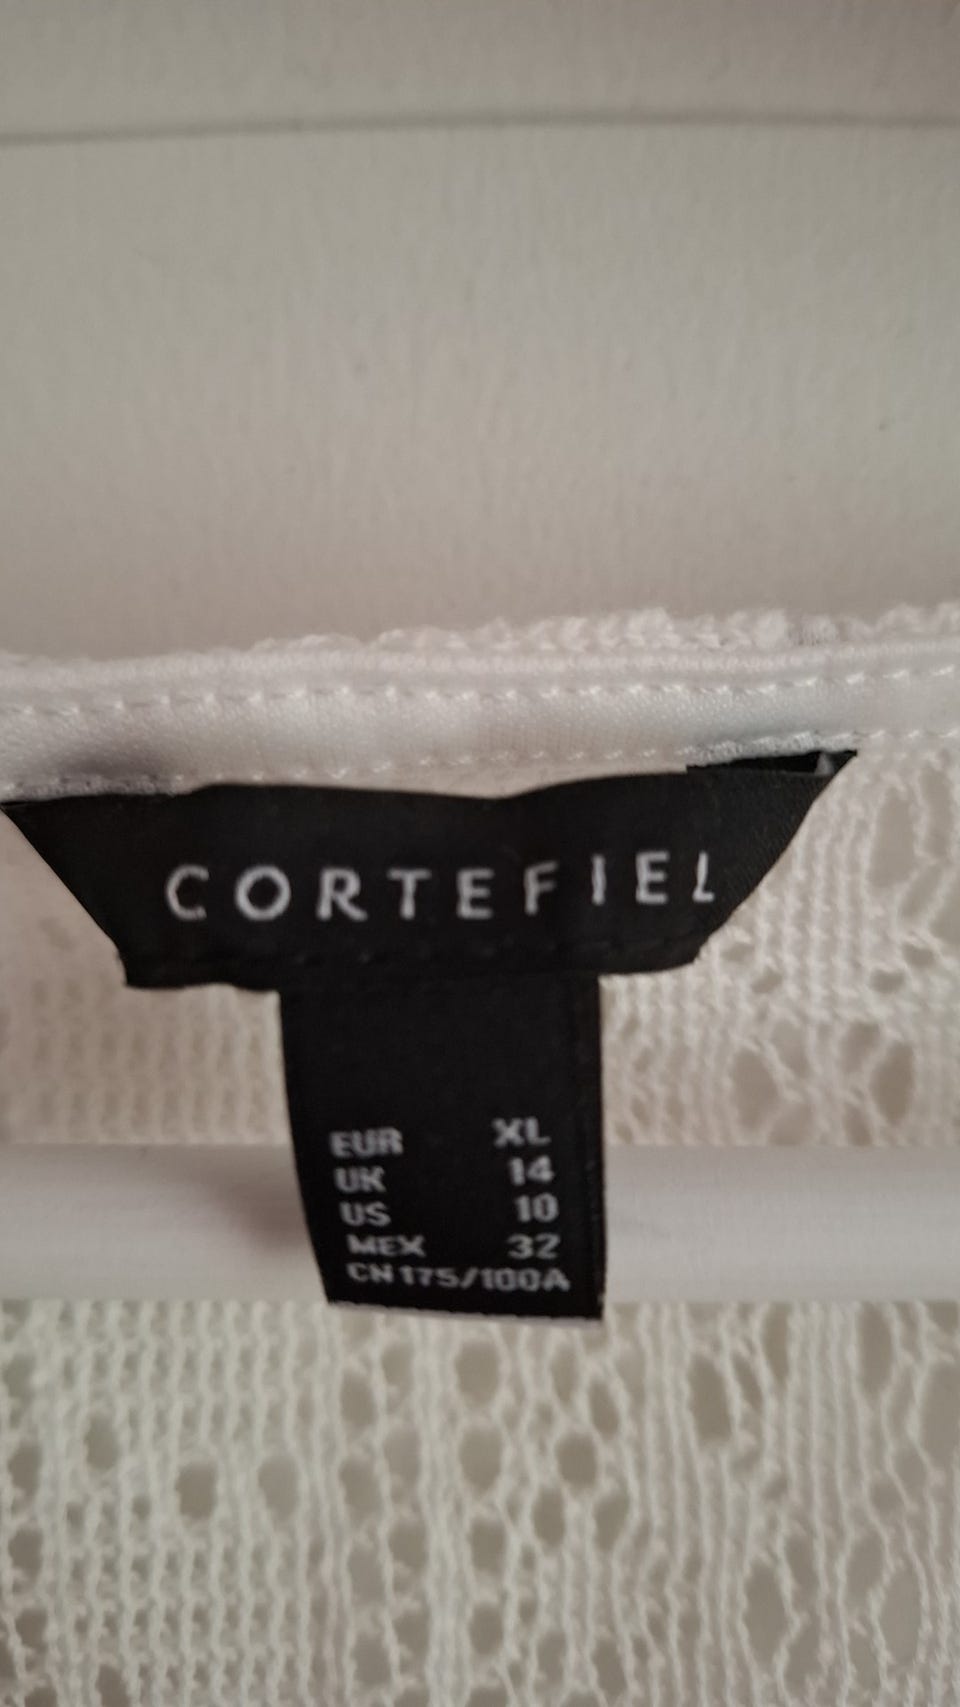 CORTEFIEL
EUR XL
UK 14
US 10
MEX 32
CN 175/100A